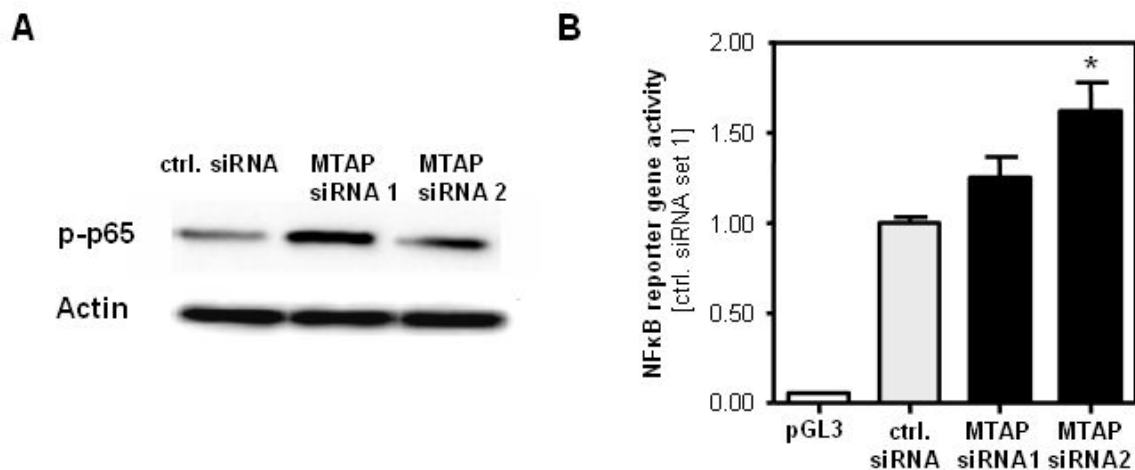 A
ctrl. siRNA
MTAP
siRNA 1
MTAP
siRNA 2
p-p65
Actin
B
NFκB reporter gene activity
[ctrl. siRNA set 1]
2.00
1.50
1.00
0.50
0.00
*
pGL3
ctrl.
siRNA
MTAP
siRNA1
MTAP
siRNA2